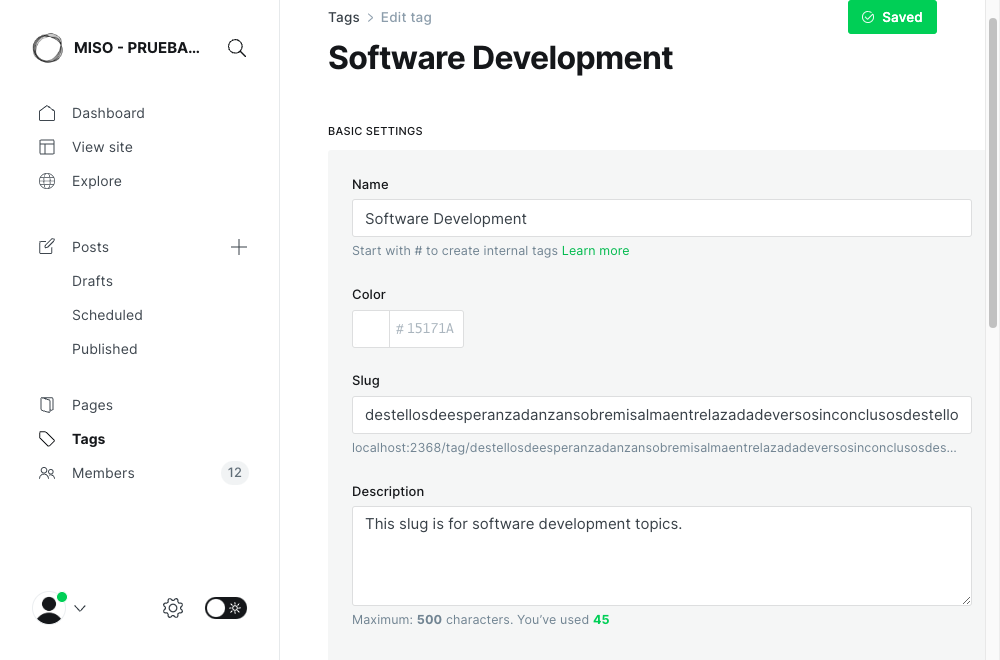 MISO - PRUEBA...
Dashboard
View site
Explore
Posts
Drafts
Scheduled
Published
Pages
Tags
Members 12
Tags > Edit tag
Saved
Software Development
BASIC SETTINGS
Name
Software Development
Start with # to create internal tags Learn more
Color
# 15171A
Slug
destellosdeesperanzadanzansobremisalmaentrelazadadeversosinconclusosdestello
localhost:2368/tag/destellosdeesperanzadanzansobremisalmaentrelazadadeversosinconclusosdes...
Description
This slug is for software development topics.
Maximum: 500 characters. You've used 45